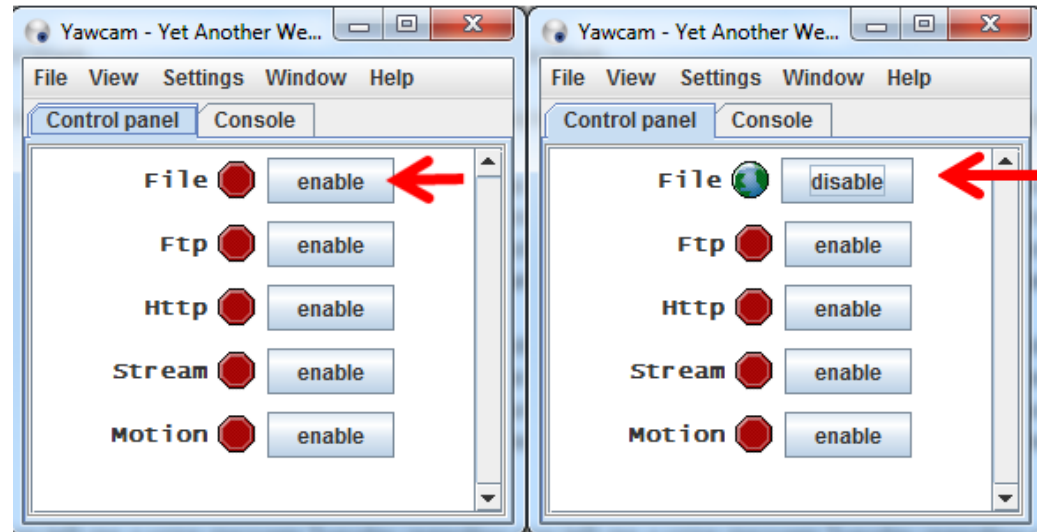 Yawcam - Yet Another We...
File View Settings Window Help
Control panel Console
File enable
Ftp enable
Http enable
Stream enable
Motion enable
Yawcam - Yet Another We...
File View Settings Window Help
Control panel Console
File disable
Ftp enable
Http enable
Stream enable
Motion enable